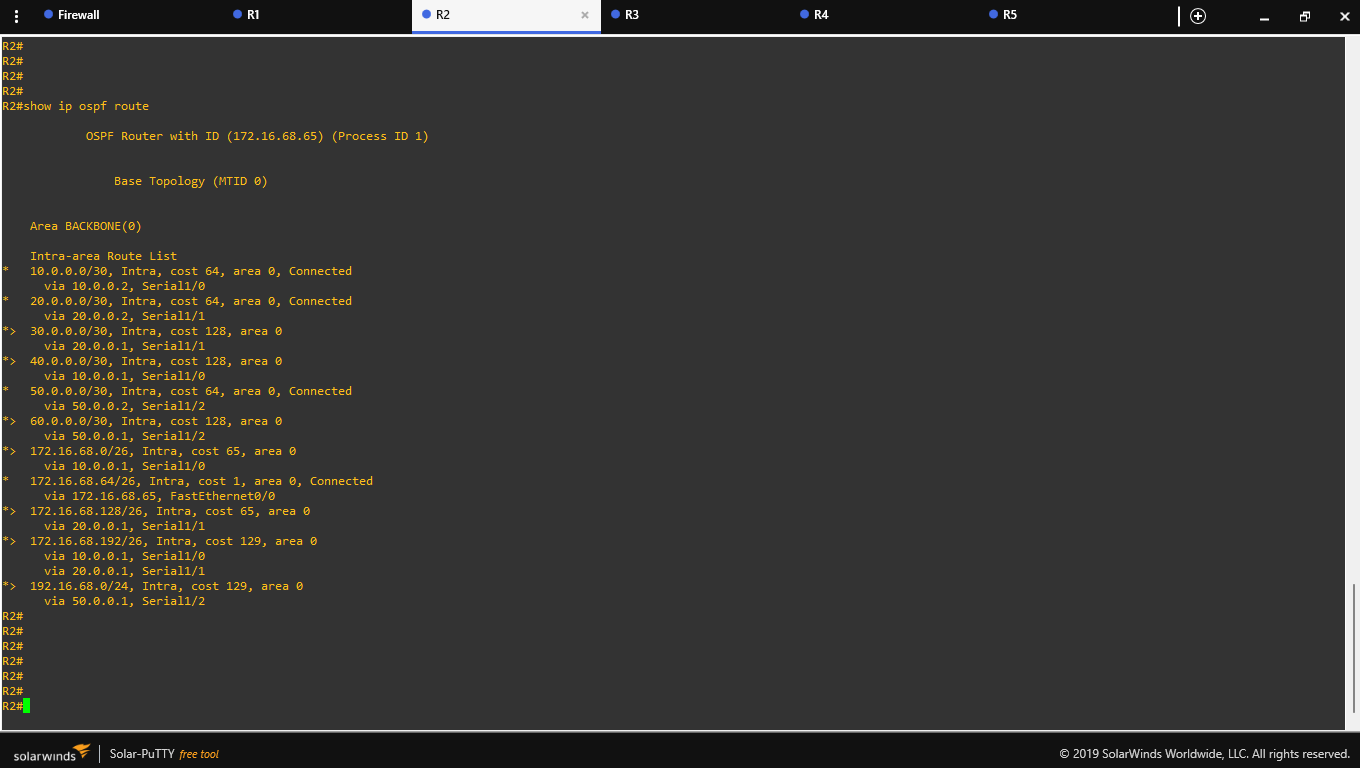 Firewall R1 R2 R3 R4 R5
R2#
R2#
R2#
R2#
R2#show ip ospf route
OSPF Router with ID (172.16.68.65) (Process ID 1)
Base Topology (MTID 0)
Area BACKBONE(0)
Intra-area Route List
*   10.0.0.0/30, Intra, cost 64, area 0, Connected
via 10.0.0.2, Serial1/0
*   20.0.0.0/30, Intra, cost 64, area 0, Connected
via 20.0.0.2, Serial1/1
*>  30.0.0.0/30, Intra, cost 128, area 0
via 20.0.0.1, Serial1/1
*>  40.0.0.0/30, Intra, cost 128, area 0
via 10.0.0.1, Serial1/0
*   50.0.0.0/30, Intra, cost 64, area 0, Connected
via 50.0.0.2, Serial1/2
*>  60.0.0.0/30, Intra, cost 128, area 0
via 50.0.0.1, Serial1/2
*>  172.16.68.0/26, Intra, cost 65, area 0
via 10.0.0.1, Serial1/0
*   172.16.68.64/26, Intra, cost 1, area 0, Connected
via 172.16.68.65, FastEthernet0/0
*>  172.16.68.128/26, Intra, cost 65, area 0
via 20.0.0.1, Serial1/1
*>  172.16.68.192/26, Intra, cost 129, area 0
via 10.0.0.1, Serial1/0
via 20.0.0.1, Serial1/1
*>  192.16.68.0/24, Intra, cost 129, area 0
via 50.0.0.1, Serial1/2
R2#
R2#
R2#
R2#
R2#
R2#
R2#
solarwinds Solar-PuTTY free tool © 2019 SolarWinds Worldwide, LLC. All rights reserved.